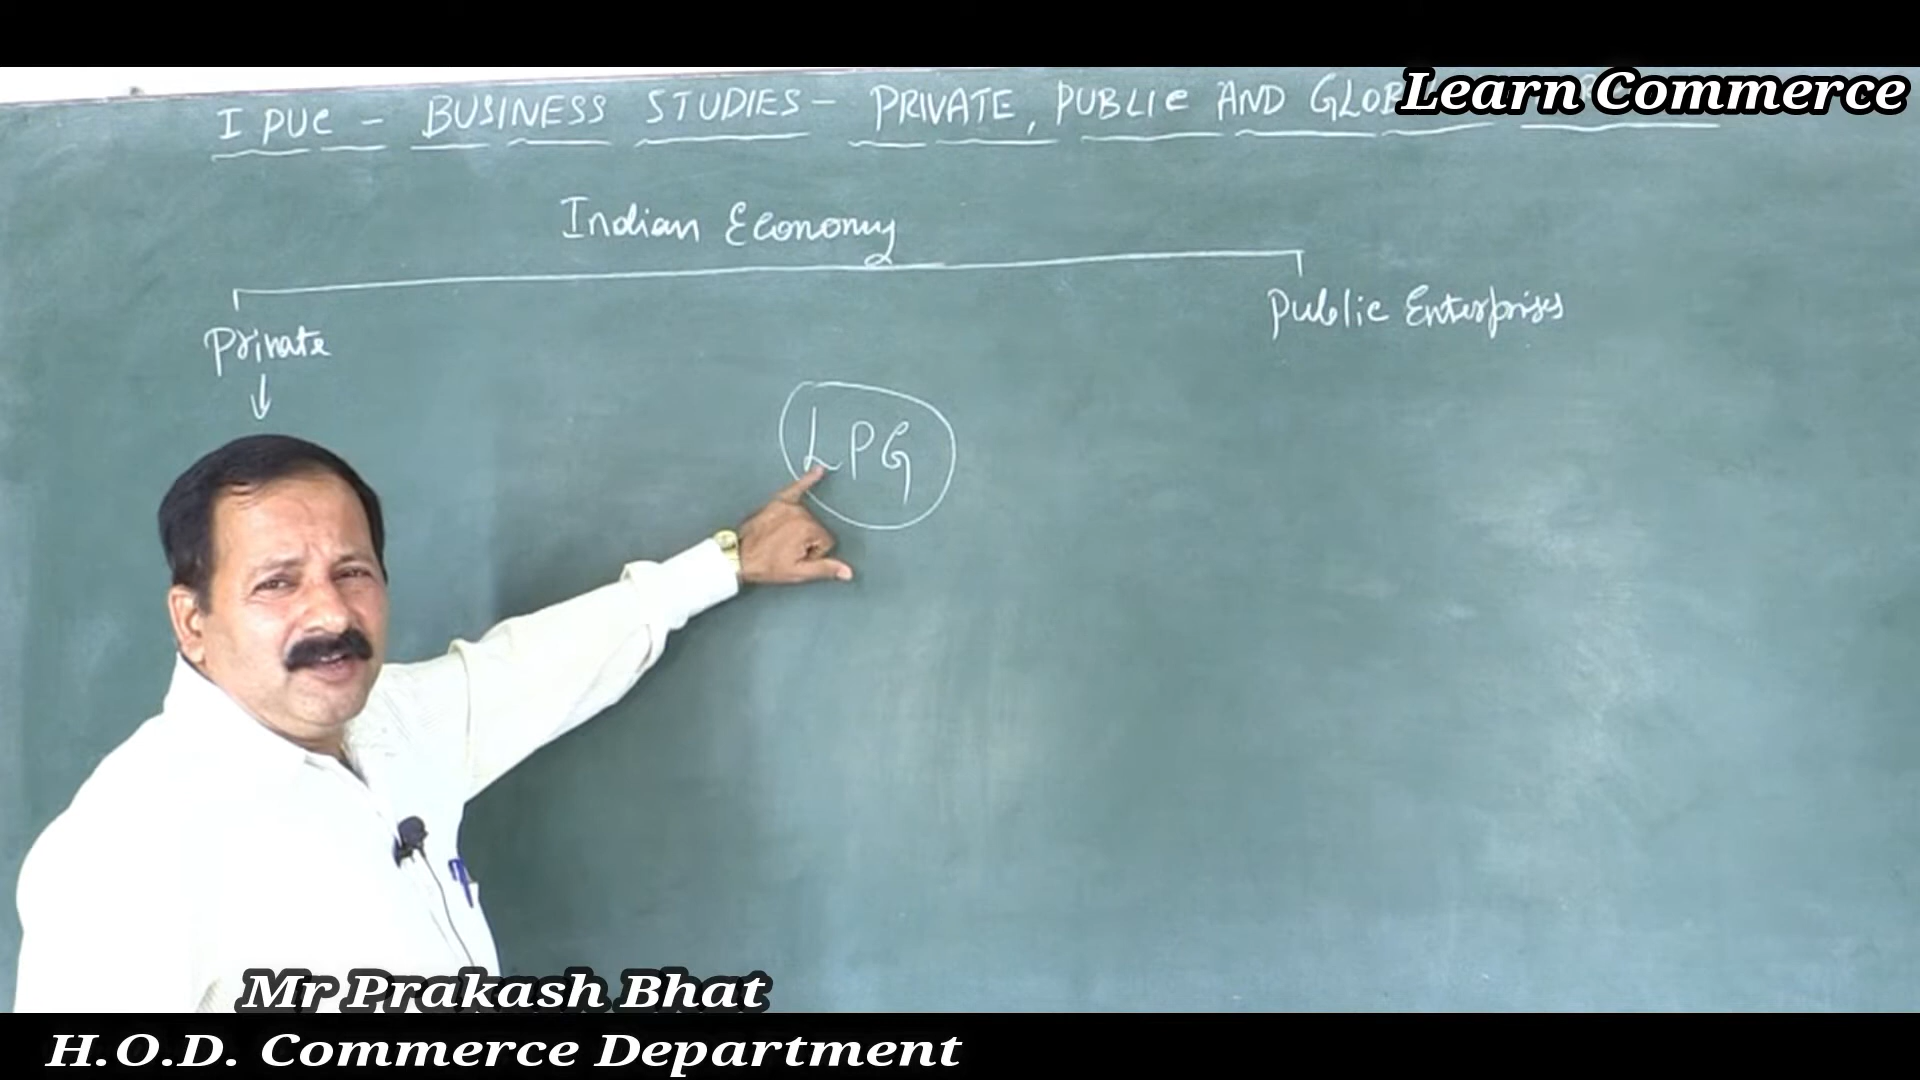 Learn Commerce
I PUC - BUSINESS STUDIES - PRIVATE, PUBLIC AND
Indian Economy
Private
Public Enterprises
LPG
Mr Prakash Bhat
H.O.D. Commerce Department